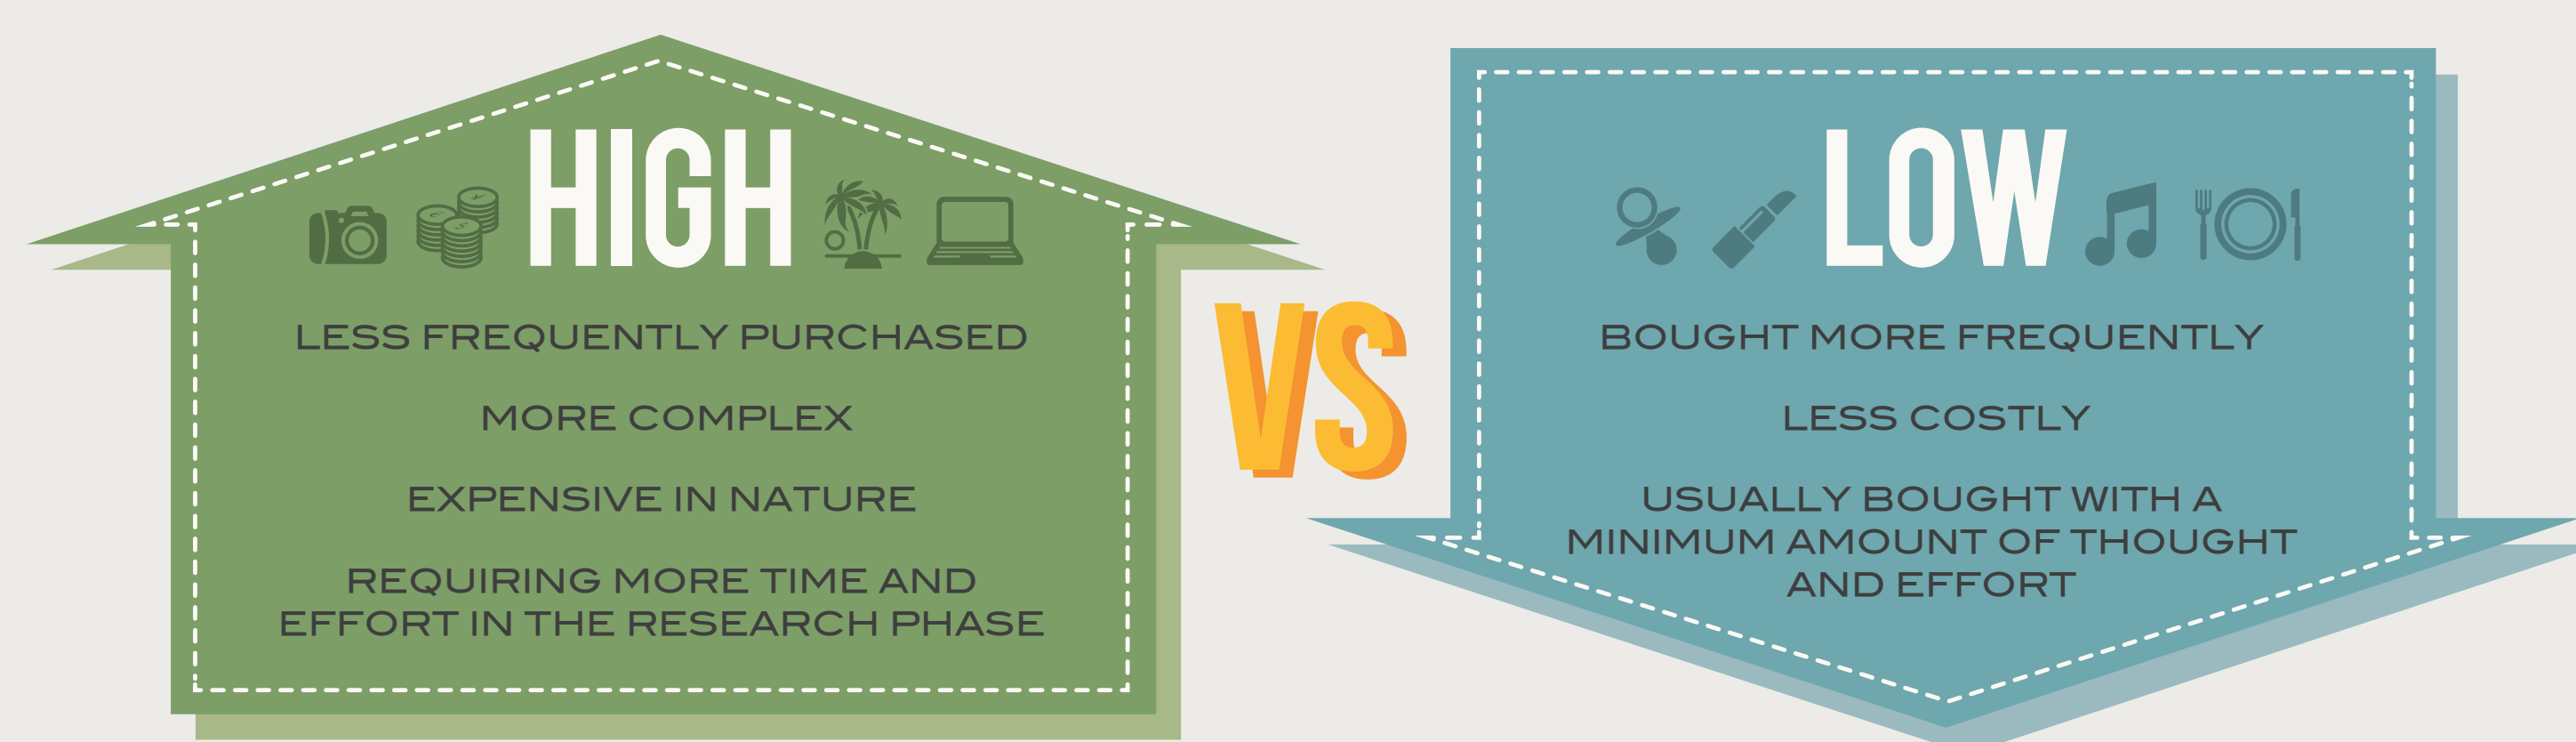 HIGH
LESS FREQUENTLY PURCHASED
MORE COMPLEX
EXPENSIVE IN NATURE
REQUIRING MORE TIME AND
EFFORT IN THE RESEARCH PHASE
VS
LOW
BOUGHT MORE FREQUENTLY
LESS COSTLY
USUALLY BOUGHT WITH A
MINIMUM AMOUNT OF THOUGHT
AND EFFORT